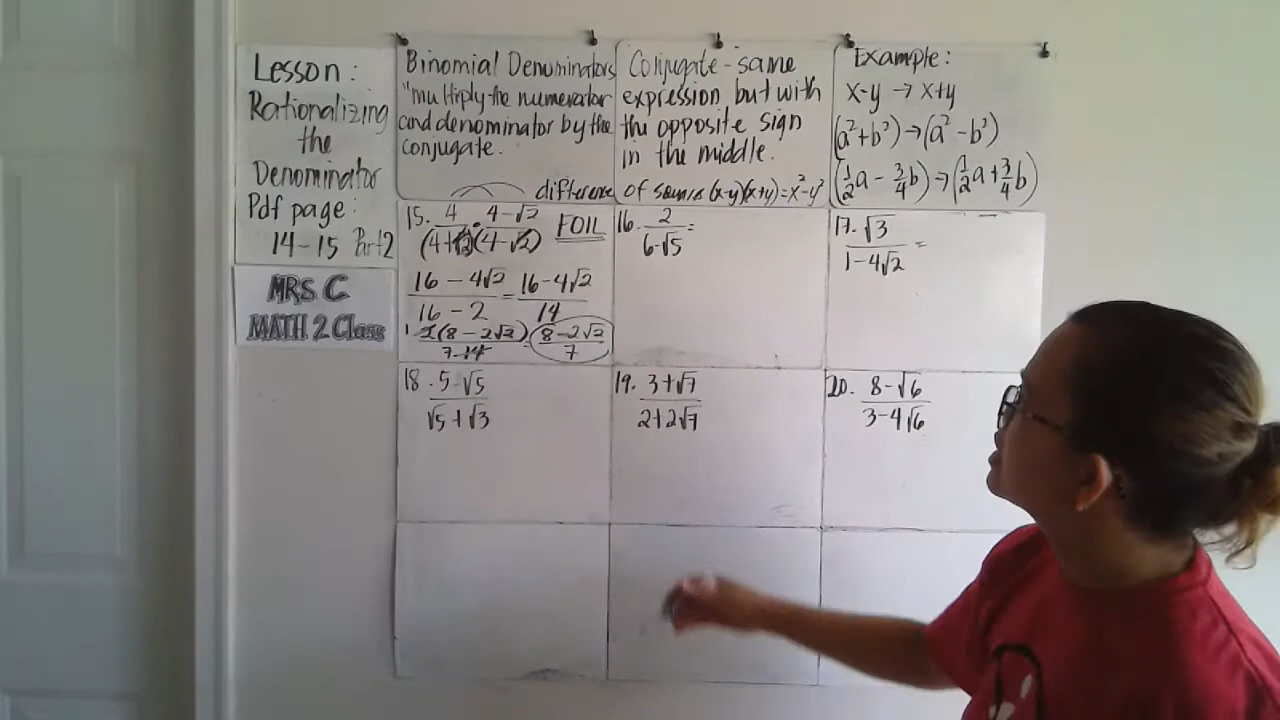 Lesson:
Rationalizing
the
Denominator
Pdf page:
14-15 Part 2
MRS C
MATH 2 Class
Binomial Denominators
"multiply the numerator
and denominator by the
conjugate.
Conjugate - same
expression but with
the opposite sign
in the middle.
difference of square (x-y)(x+y)=x²-y²
Example:
x-y → x+y
(a²+b²)→(a²-b²)
(1/2a - 3/4b)→(1/2a + 3/4b)
15. 4 · 4-√2
(4+√2)(4-√2)
FOIL
16 - 4√2 = 16-4√2
16 - 2 14
1 2(8-2√2) 8-2√2
7 14 7
16. 2 =
6-√5
17. √3 =
1-4√2
18. 5-√5
√5+√3
19. 3+√7
2+2√7
20. 8-√6
3-4√6